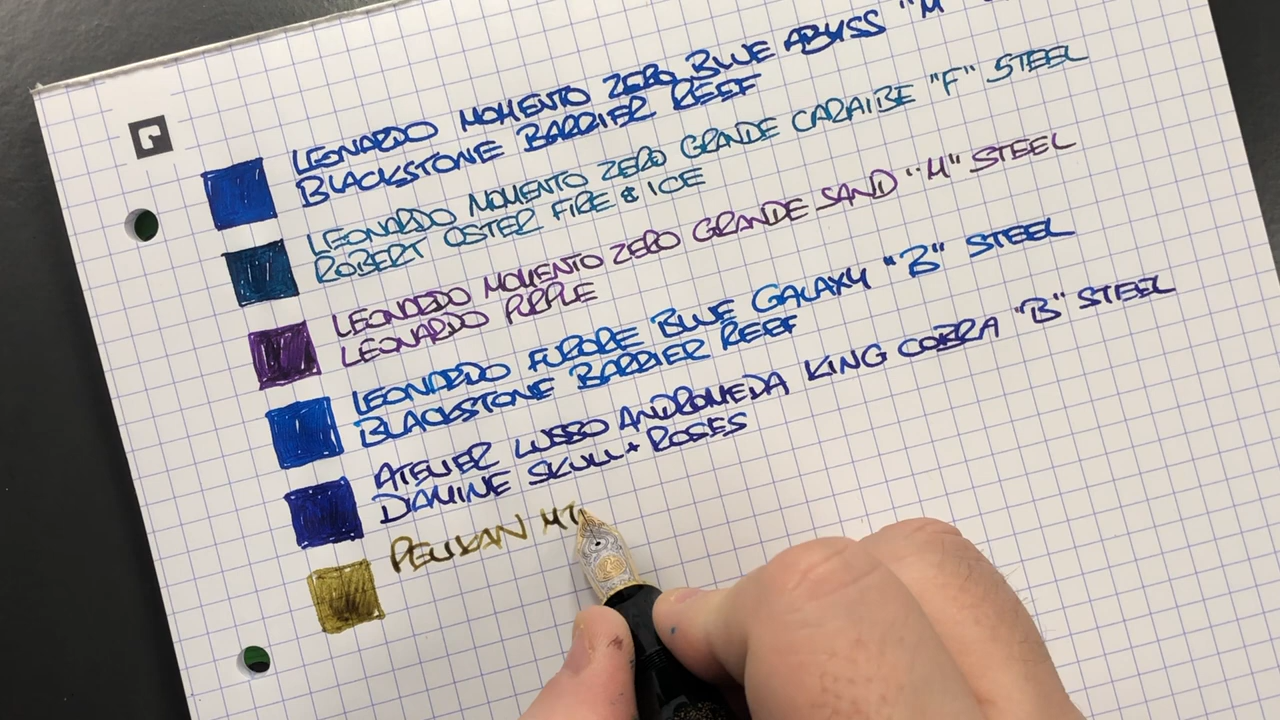 LEONARDO MOMENTO ZERO BLUE ABYSS "M"
BLACKSTONE BARRIER REEF
LEONARDO MOMENTO ZERO GRANDE CARAIBE "F" STEEL
ROBERT OSTER FIRE & ICE
LEONARDO MOMENTO ZERO GRANDE SAND "M" STEEL
LEONARDO PURPLE
LEONARDO FURORE BLUE GALAXY "B" STEEL
BLACKSTONE BARRIER REEF
ATELIER LUSSO ANDROMEDA KING COBRA "B" STEEL
DIAMINE SKULL + ROSES
PELIKAN